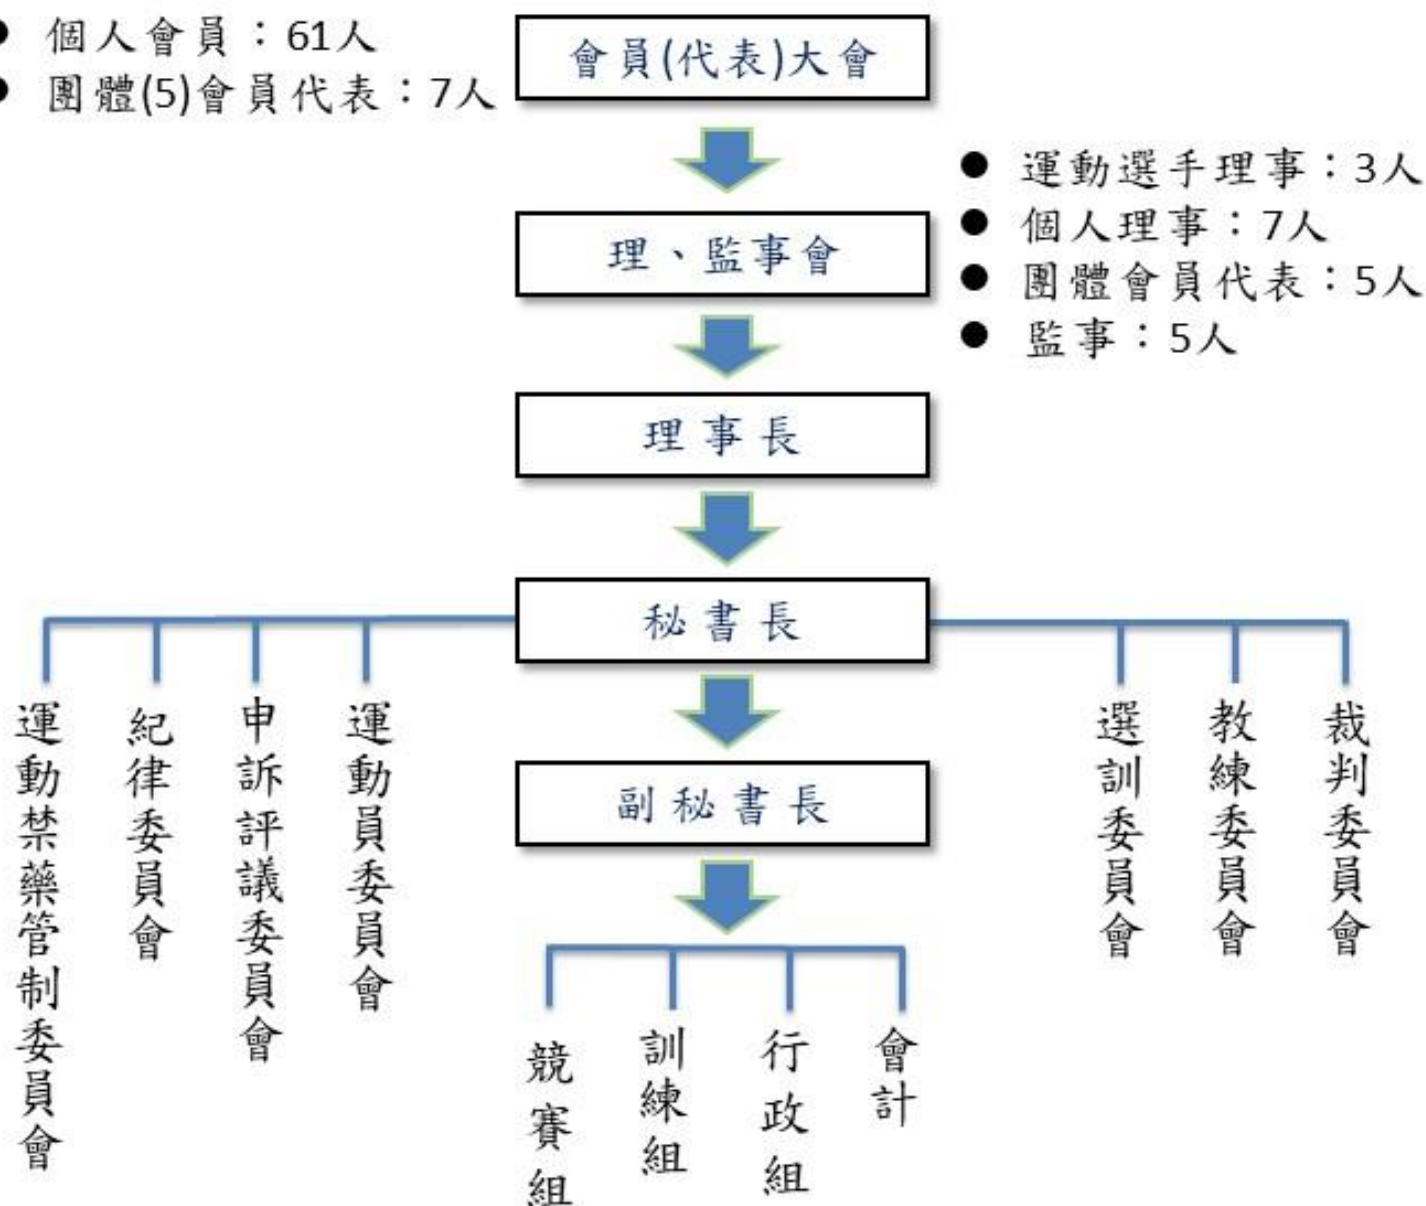 ● 個人會員：61人
● 團體(5)會員代表：7人
會員(代表)大會
● 運動選手理事：3人
● 個人理事：7人
● 團體會員代表：5人
● 監事：5人
理、監事會
理事長
秘書長
運動禁藥管制委員會
紀律委員會
申訴評議委員會
運動員委員會
選訓委員會
教練委員會
裁判委員會
副秘書長
競賽組
訓練組
行政組
會計